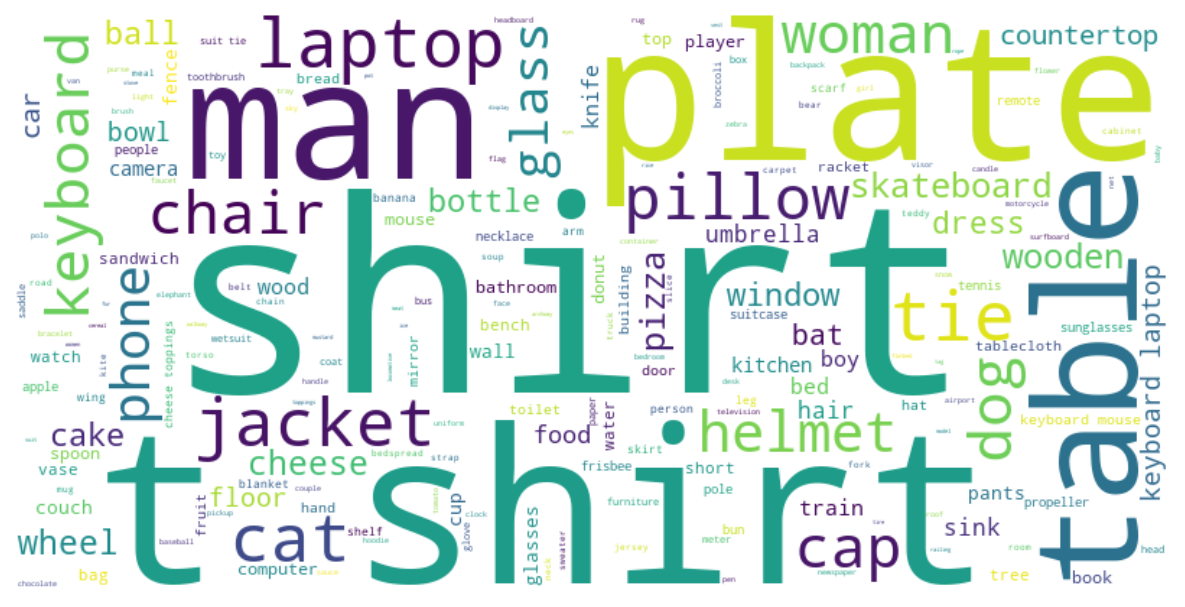 man
plate
shirt
t shirt
table
laptop
glass
woman
countertop
keyboard
ball
suit tie
headboard
rug
top
player
box
backpack
flower
purse
meal
fence
toothbrush
bread
tray
knife
broccoli
scarf
girl
bear
remote
cabinet
car
van
light
brush
bowl
people
camera
toy
sky
display
flag
zebra
baby
faucet
chair
banana
bottle
mouse
arm
pillow
carpet
racket
visor
candle
skateboard
motorcycle
teddy
dress
surfboard
umbrella
polo
sandwich
necklace
soup
container
wooden
road
saddle
phone
elephant
belt
wood
chain
bus
bathroom
face
donut
building
pizza
slice
window
suitcase
tie
tennis
sunglasses
bracelet
cereal
wetsuit
bench
truck
bat
boy
tablecloth
watch
kite
torso
coat
mirror
wall
bedroom
door
kitchen
desk
bed
dog
keyboard laptop
apple
wing
cheese toppings
handle
jacket
toilet
paper
water
person
television
leg
hair
hat
airport
keyboard mouse
cake
spoon
uniform
food
helmet
skirt
vase
cheese
bedspread
strap
frisbee
short
fork
mug
couch
floor
blanket
couple
hand
cup
clock
furniture
pole
pants
propeller
fruit
pickup
wheel
baseball
cat
shelf
hoodie
glove
glasses
sweater
jersey
meter
bun
train
cap
sink
roof
room
head
chocolate
bag
computer
sauce
neck
pen
newspaper
tree
book